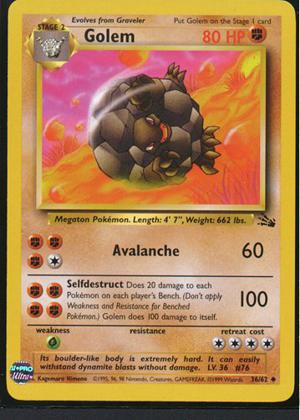 Evolves from Graveler
Put Golem on the Stage 1 card
STAGE 2
Golem
80 HP
Megaton Pokémon. Length: 4' 7", Weight: 662 lbs.
Avalanche 60
Selfdestruct Does 20 damage to each
Pokémon on each player's Bench. (Don't apply
Weakness and Resistance for Benched
Pokémon.) Golem does 100 damage to itself.
100
weakness resistance retreat cost
Its boulder-like body is extremely hard. It can easily
withstand dynamite blasts without damage. LV. 36 #76
©1995, 96, 98 Nintendo, Creatures, GAMEFREAK. ©1999 Wizards.
36/62